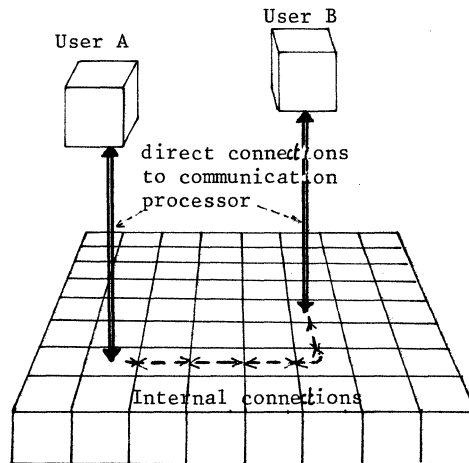 User A
User B
direct connections
to communication
processor
Internal connections